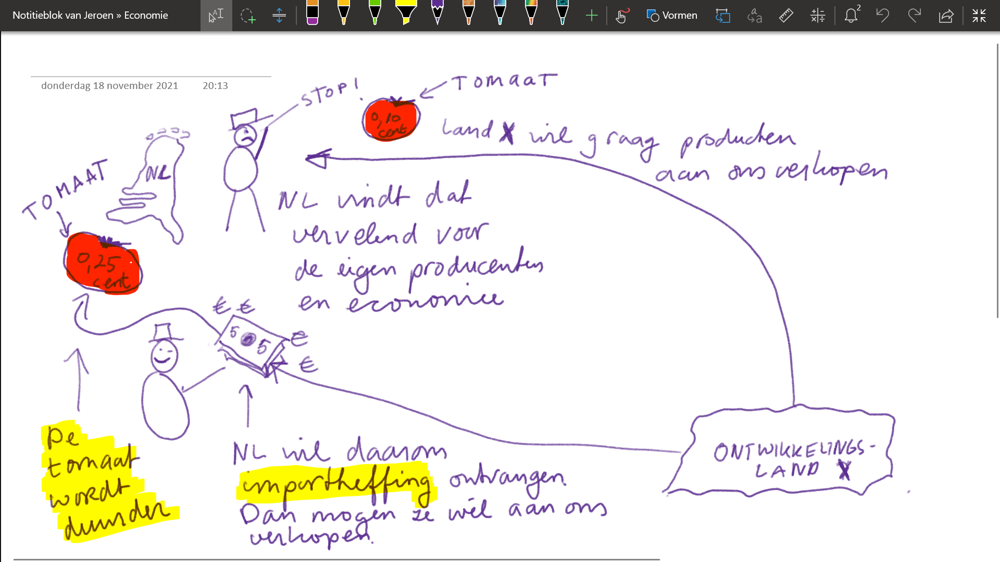 Notitieblok van Jeroen » Economie
Vormen
2
donderdag 18 november 2021 20:13
STOP!
TOMAAT
0,10
cent
Land X wil graag producten
aan ons verkopen
NL
TOMAAT
0,25
cent
NL vindt dat
vervelend voor
de eigen producenten
en economie
€ €
5 5
€
€
De
tomaat
wordt
duurder
NL wil daarom
importheffing ontvangen.
Dan mogen ze wél aan ons
verkopen.
ONTWIKKELINGS-
LAND X